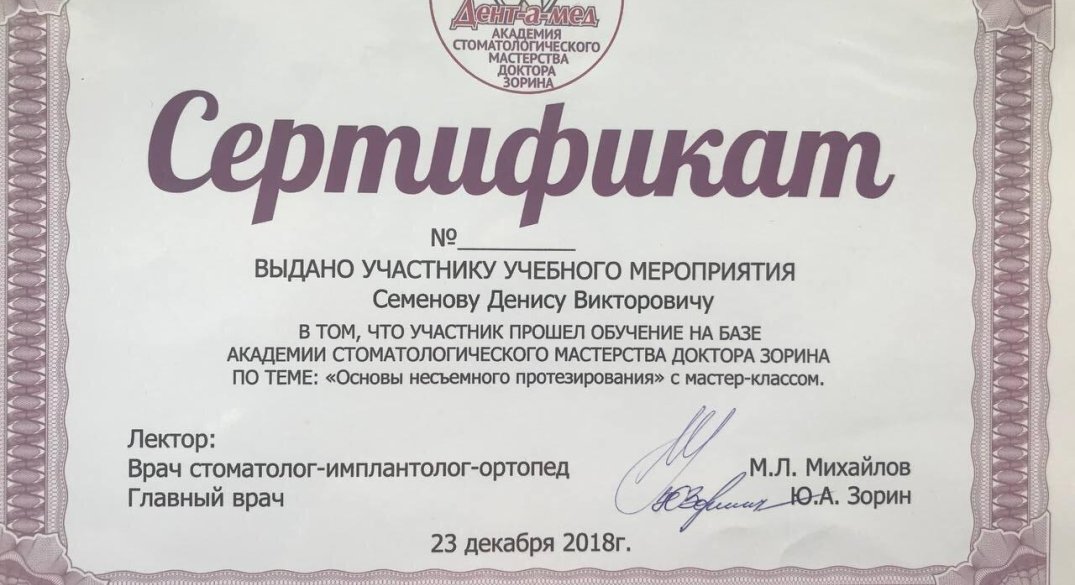 Дент-а-мед
АКАДЕМИЯ
СТОМАТОЛОГИЧЕСКОГО
МАСТЕРСТВА
ДОКТОРА
ЗОРИНА
Сертификат
№
ВЫДАНО УЧАСТНИКУ УЧЕБНОГО МЕРОПРИЯТИЯ
Семенову Денису Викторовичу
В ТОМ, ЧТО УЧАСТНИК ПРОШЕЛ ОБУЧЕНИЕ НА БАЗЕ
АКАДЕМИИ СТОМАТОЛОГИЧЕСКОГО МАСТЕРСТВА ДОКТОРА ЗОРИНА
ПО ТЕМЕ: «Основы несъемного протезирования» с мастер-классом.
Лектор:
Врач стоматолог-имплантолог-ортопед М.Л. Михайлов
Главный врач Ю.А. Зорин
23 декабря 2018г.